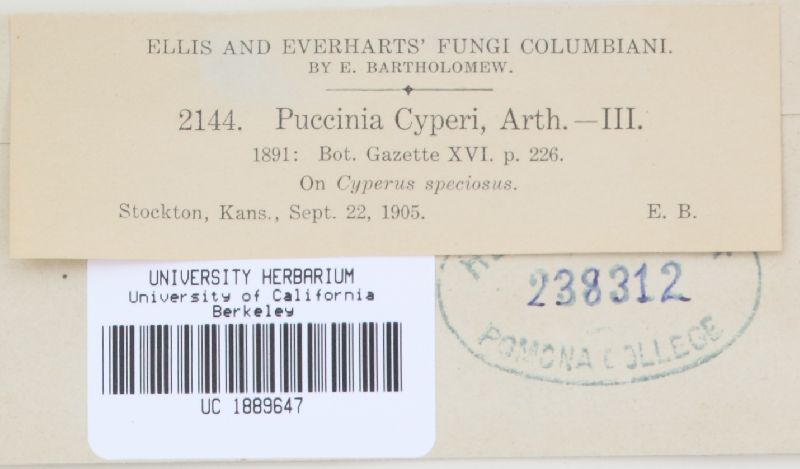 ELLIS AND EVERHARTS' FUNGI COLUMBIANI.
BY E. BARTHOLOMEW.
2144. Puccinia Cyperi, Arth.—III.
1891: Bot. Gazette XVI. p. 226.
On Cyperus speciosus.
Stockton, Kans., Sept. 22, 1905. E. B.
238312
POMONA COLLEGE
UNIVERSITY HERBARIUM
University of California
Berkeley
UC 1889647